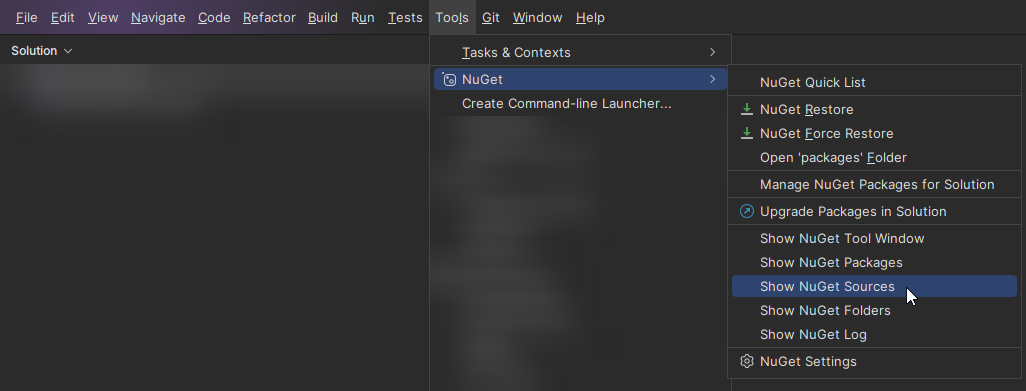 File Edit View Navigate Code Refactor Build Run Tests Tools Git Window Help
Solution
Tasks & Contexts
NuGet
Create Command-line Launcher...
NuGet Quick List
NuGet Restore
NuGet Force Restore
Open 'packages' Folder
Manage NuGet Packages for Solution
Upgrade Packages in Solution
Show NuGet Tool Window
Show NuGet Packages
Show NuGet Sources
Show NuGet Folders
Show NuGet Log
NuGet Settings